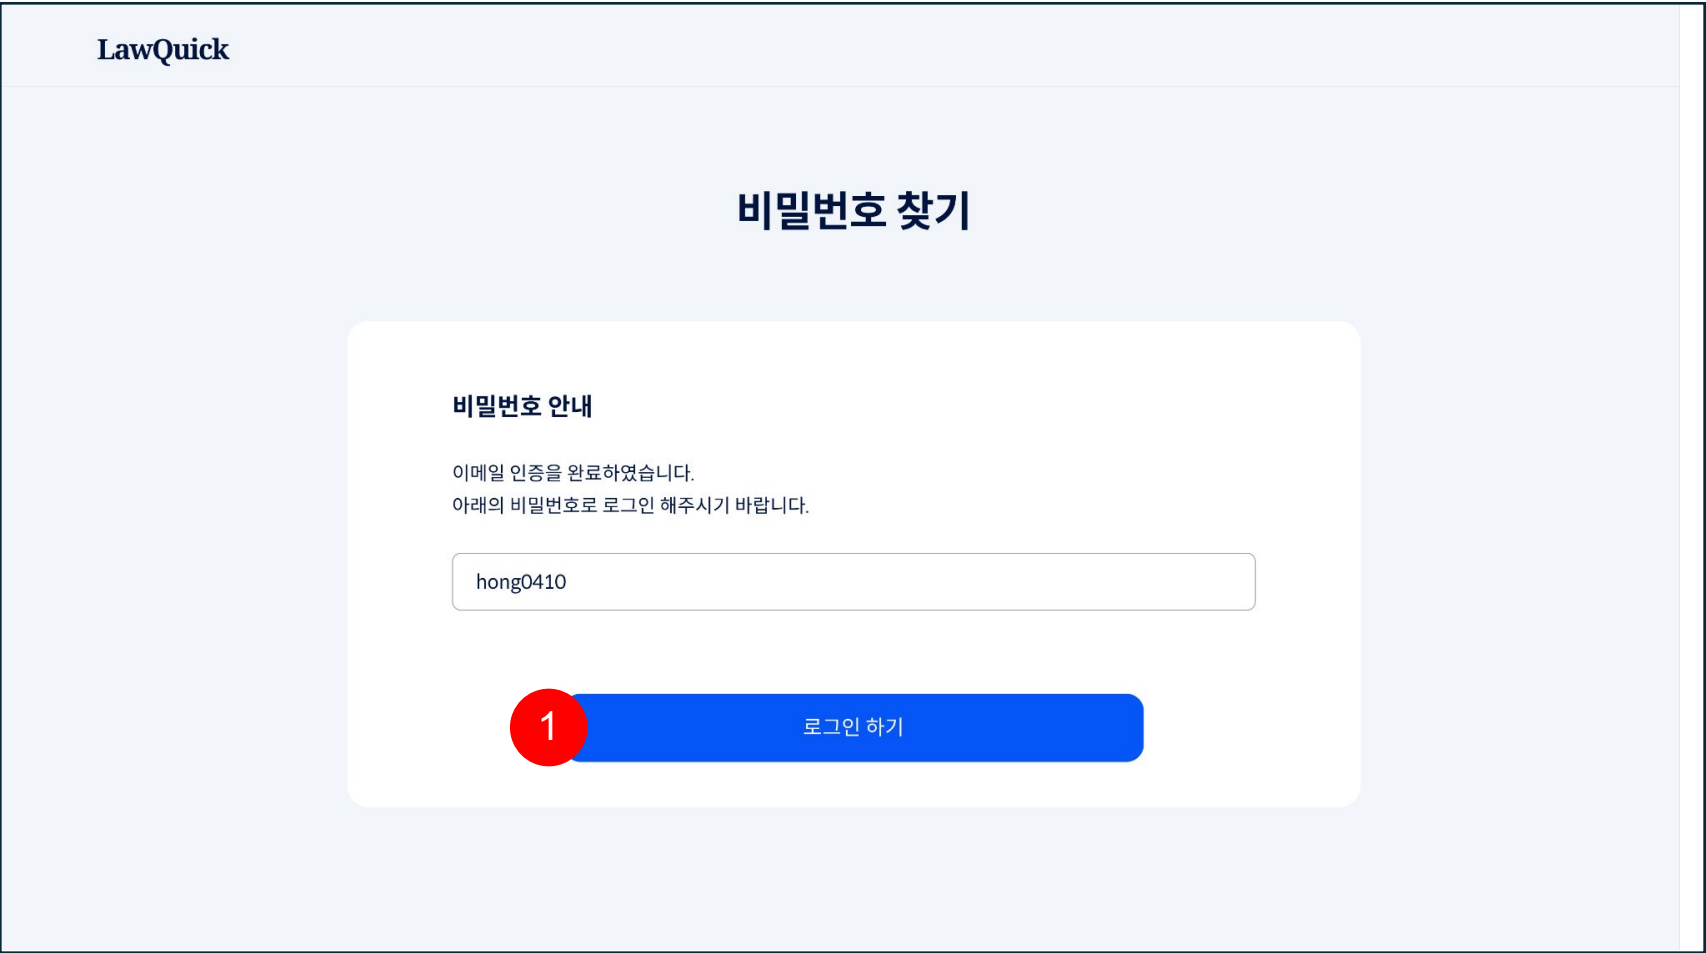 LawQuick
비밀번호 찾기
비밀번호 안내
이메일 인증을 완료하였습니다.
아래의 비밀번호로 로그인 해주시기 바랍니다.
hong0410
1
로그인 하기